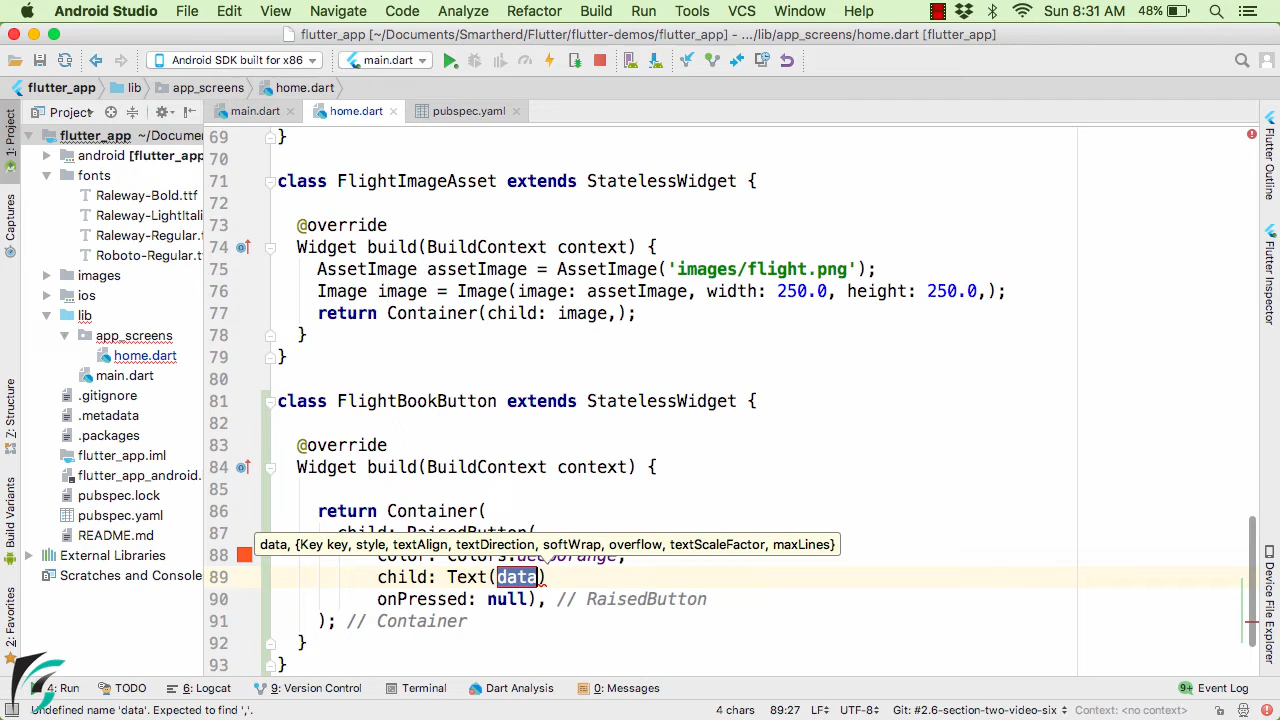 Android Studio File Edit View Navigate Code Analyze Refactor Build Run Tools VCS Window Help Sun 8:31 AM 48%
flutter_app [~/Documents/Smartherd/Flutter/flutter-demos/flutter_app] - .../lib/app_screens/home.dart [flutter_app]
Android SDK built for x86 main.dart
flutter_app lib app_screens home.dart
Project main.dart home.dart pubspec.yaml
1: Project
Captures
7: Structure
Build Variants
2: Favorites
flutter_app ~/Docume
android [flutter_app
fonts
Raleway-Bold.ttf
Raleway-LightItali
Raleway-Regular.
Roboto-Regular.t
images
ios
lib
app_screens
home.dart
main.dart
.gitignore
.metadata
.packages
flutter_app.iml
flutter_app_android.
pubspec.lock
pubspec.yaml
README.md
External Libraries
Scratches and Console
69 }
70
71 class FlightImageAsset extends StatelessWidget {
72
73 @override
74 Widget build(BuildContext context) {
75 AssetImage assetImage = AssetImage('images/flight.png');
76 Image image = Image(image: assetImage, width: 250.0, height: 250.0,);
77 return Container(child: image,);
78 }
79 }
80
81 class FlightBookButton extends StatelessWidget {
82
83 @override
84 Widget build(BuildContext context) {
85
86 return Container(
87 child: RaisedButton(
data, {Key key, style, textAlign, textDirection, softWrap, overflow, textScaleFactor, maxLines}
88 color: Colors.deepOrange,
89 child: Text(data)
90 onPressed: null), // RaisedButton
91 ); // Container
92 }
93 }
Flutter Outline
Flutter Inspector
Device File Explorer
4: Run TODO 6: Logcat 9: Version Control Terminal Dart Analysis 0: Messages 9+ Event Log
Undefined name 'data'. Expected to find ','. 4 chars 89:27 LF÷ UTF-8÷ Git: #2.6-section-two-video-six Context: <no context>